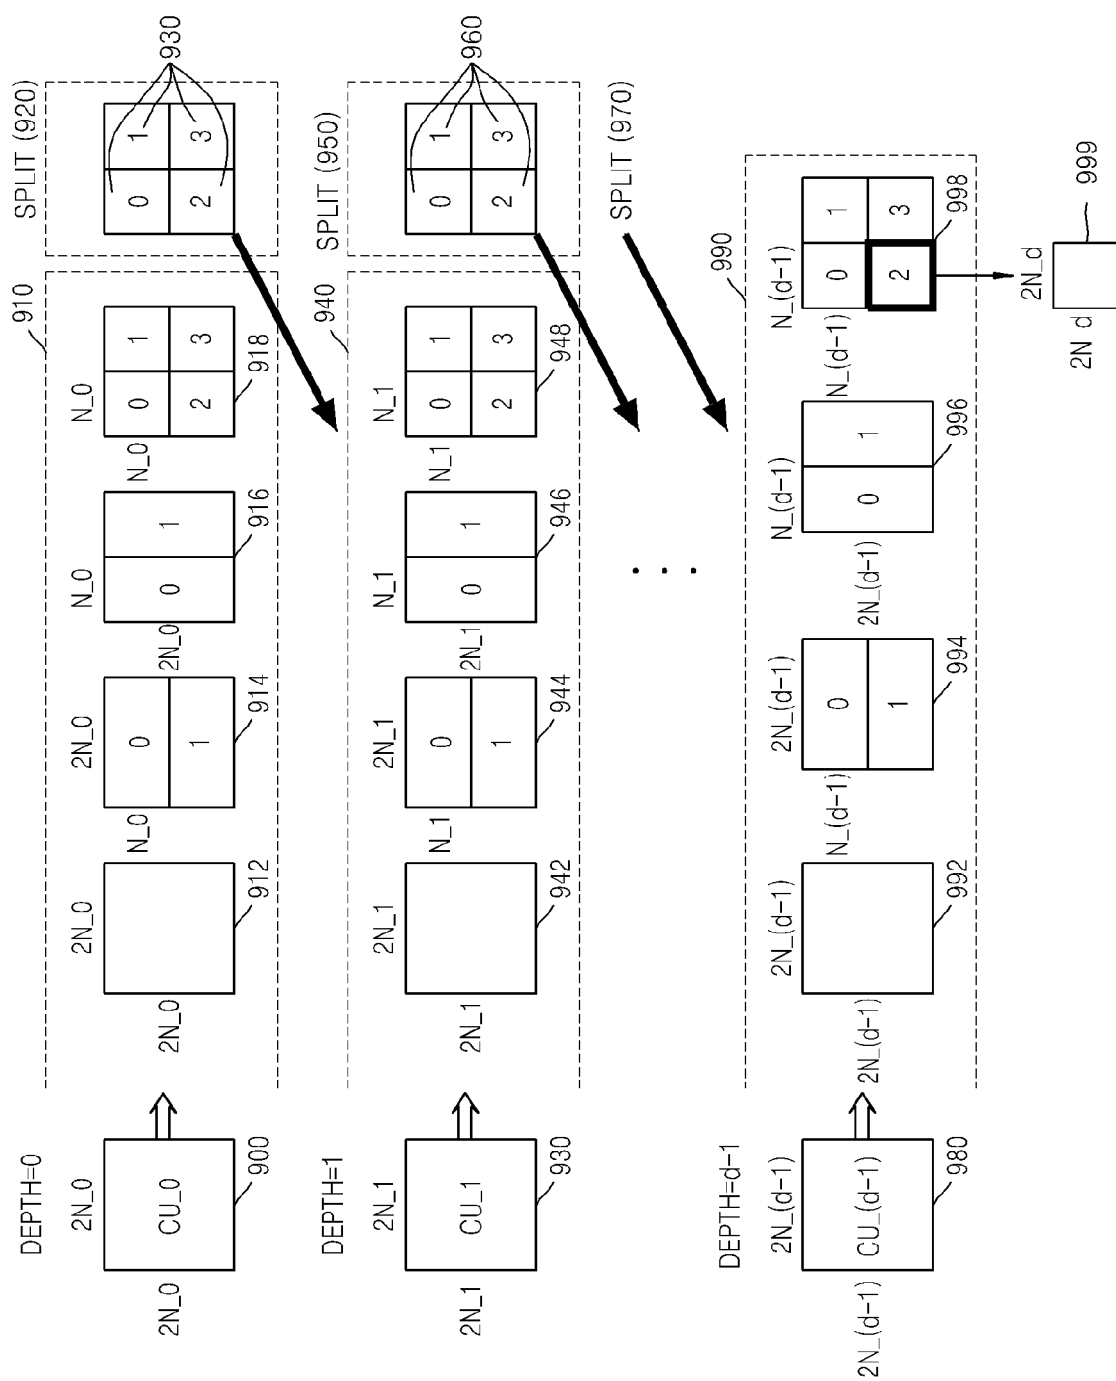 DEPTH=0
2N_0
2N_0
CU_0
900
910
2N_0
2N_0
912
2N_0
N_0
0
1
914
N_0
2N_0
0 1
916
N_0
N_0
0 1
2 3
918
SPLIT (920)
0 1
2 3
930
DEPTH=1
2N_1
2N_1
CU_1
930
940
2N_1
2N_1
942
2N_1
N_1
0
1
944
N_1
2N_1
0 1
946
N_1
N_1
0 1
2 3
948
SPLIT (950)
0 1
2 3
960
SPLIT (970)
. . .
DEPTH=d-1
2N_(d-1)
2N_(d-1)
CU_(d-1)
980
990
2N_(d-1)
2N_(d-1)
992
2N_(d-1)
N_(d-1)
0
1
994
N_(d-1)
2N_(d-1)
0 1
996
N_(d-1)
N_(d-1)
0 1
2 3
998
2N_d
2N d
999